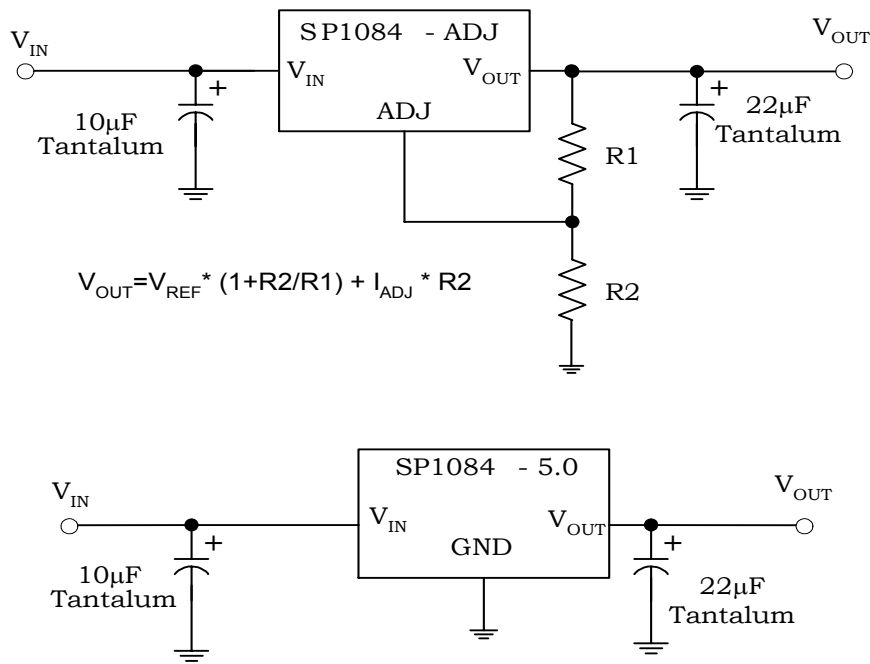 SP1084 - ADJ
V_IN
V_OUT
V_IN
V_OUT
ADJ
10µF
Tantalum
22µF
Tantalum
R1
V_OUT=V_REF* (1+R2/R1) + I_ADJ * R2
R2
SP1084 - 5.0
V_IN
V_OUT
V_IN
V_OUT
GND
10µF
Tantalum
22µF
Tantalum